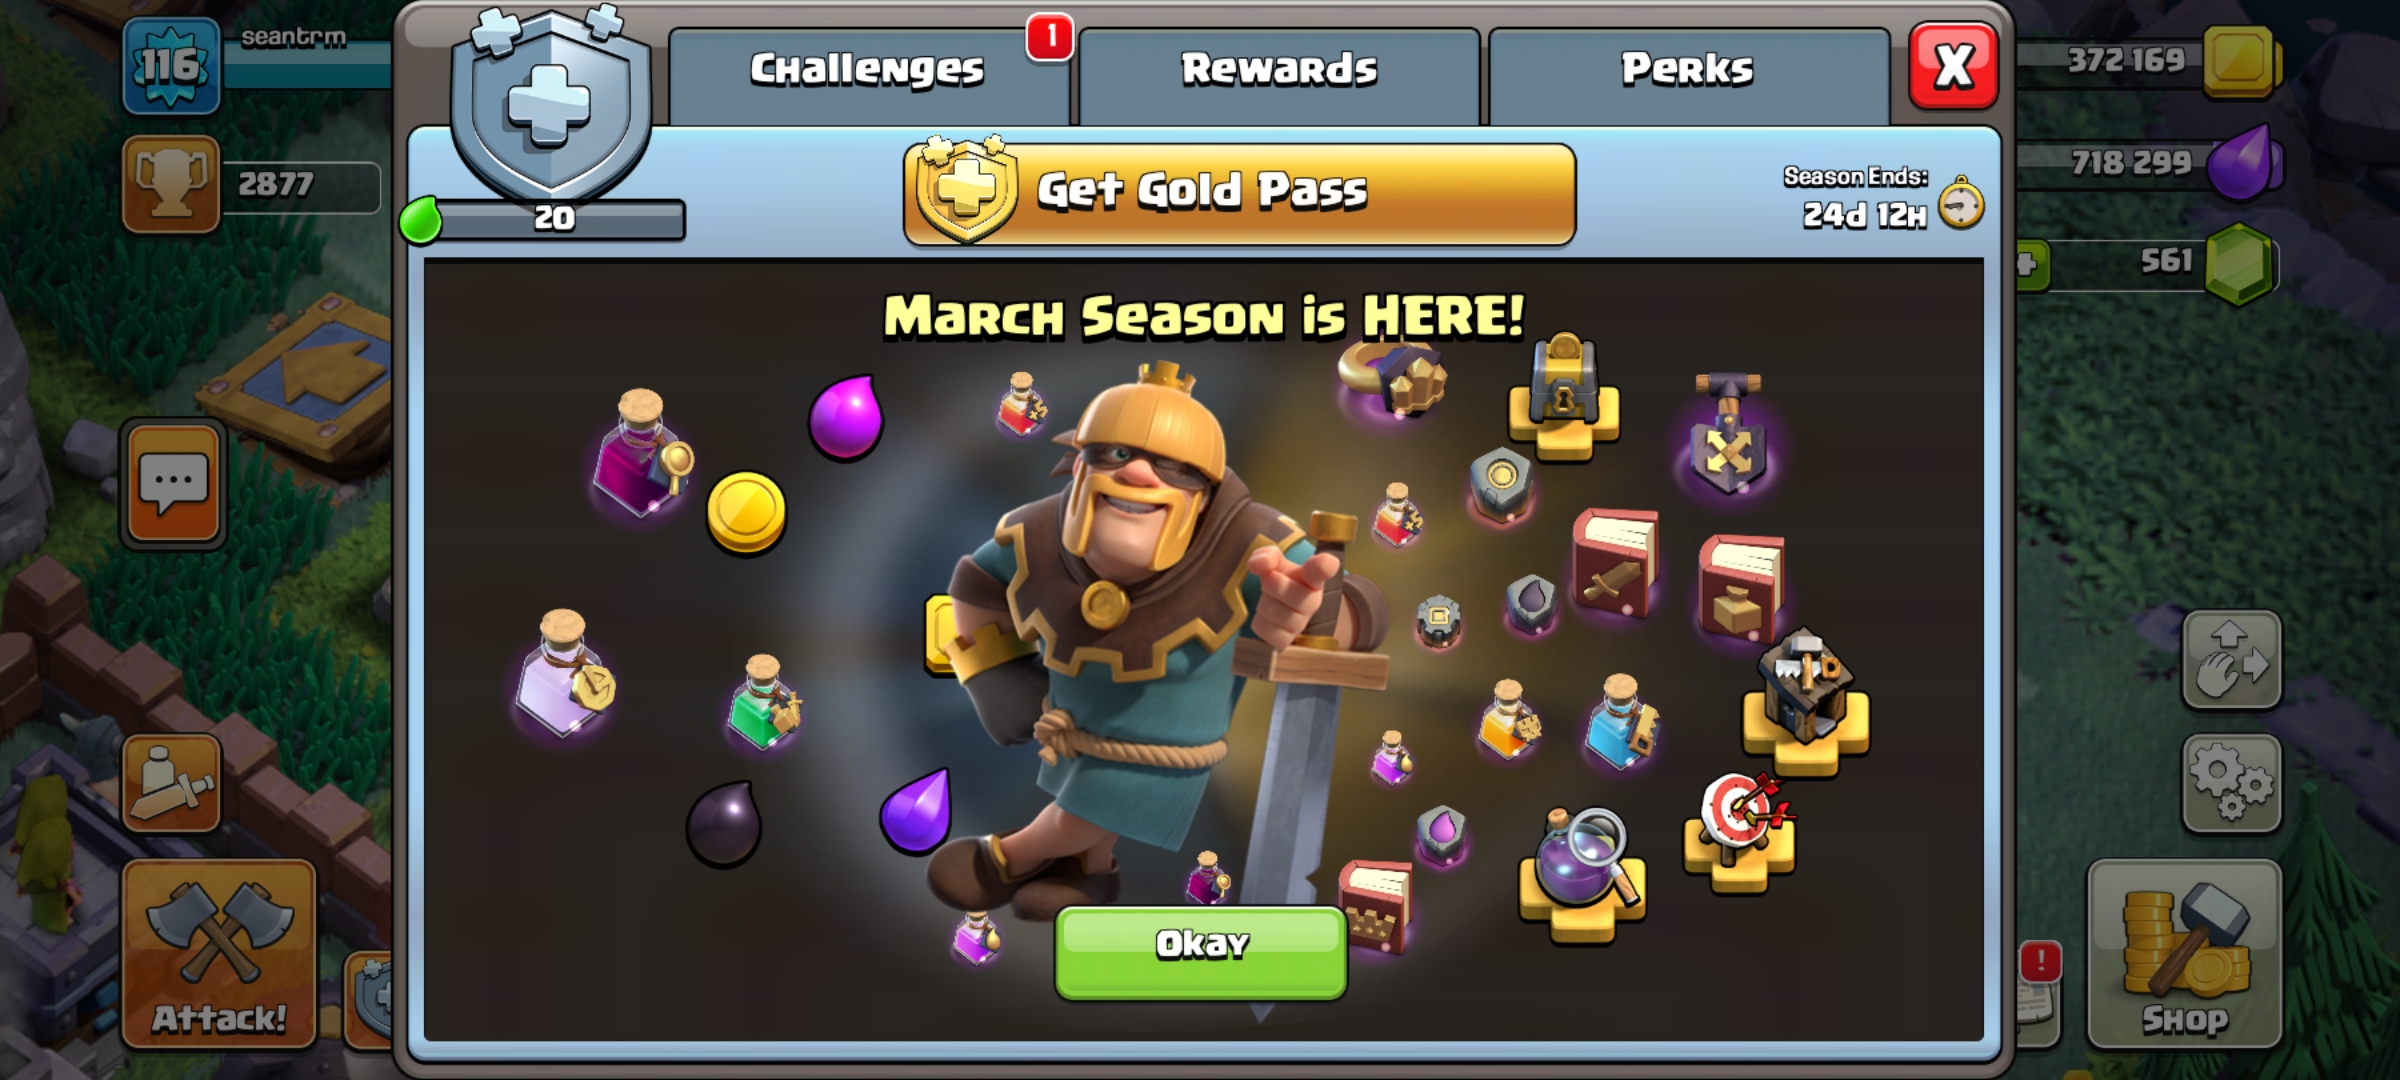 116
seantrm
2877
Challenges
1
Rewards
Perks
X
372 169
718 299
561
20
Get Gold Pass
Season Ends:
24d 12H
March Season is HERE!
Okay
Attack!
!
Shop